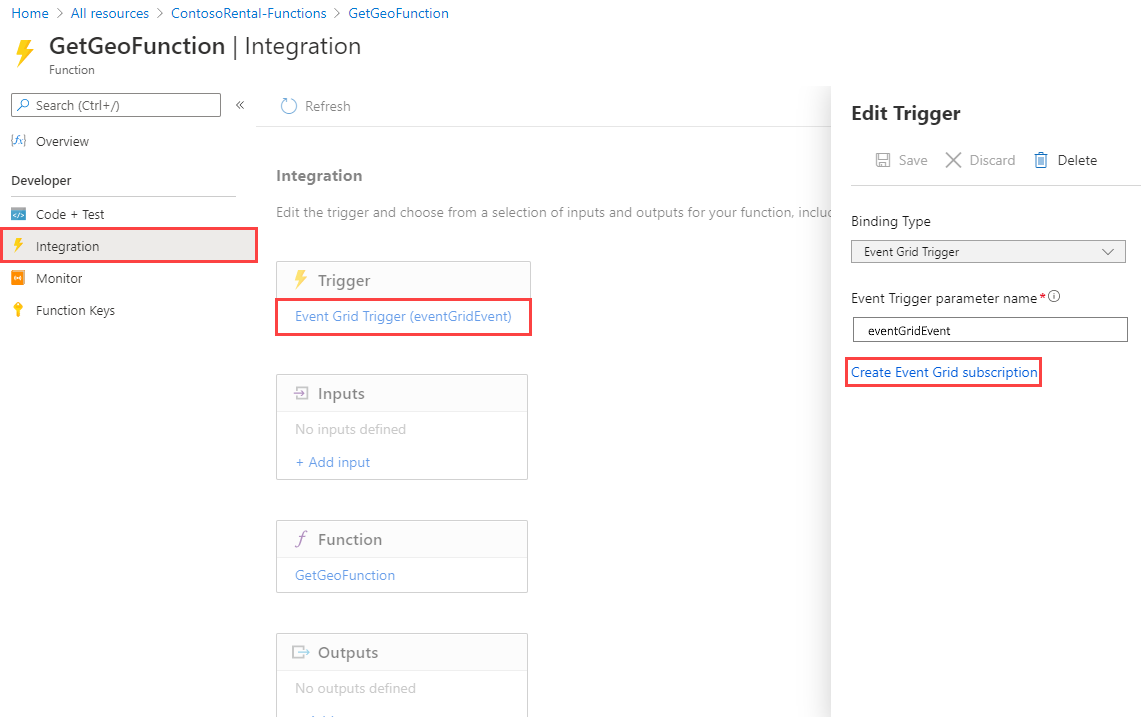 Home > All resources > ContosoRental-Functions > GetGeoFunction
GetGeoFunction | Integration
Function
Search (Ctrl+/)
«
Overview
Developer
Code + Test
Integration
Monitor
Function Keys
Refresh
Integration
Edit the trigger and choose from a selection of inputs and outputs for your function, inclu
Trigger
Event Grid Trigger (eventGridEvent)
Inputs
No inputs defined
+ Add input
Function
GetGeoFunction
Outputs
No outputs defined
Edit Trigger
Save Discard Delete
Binding Type
Event Grid Trigger
Event Trigger parameter name*
eventGridEvent
Create Event Grid subscription